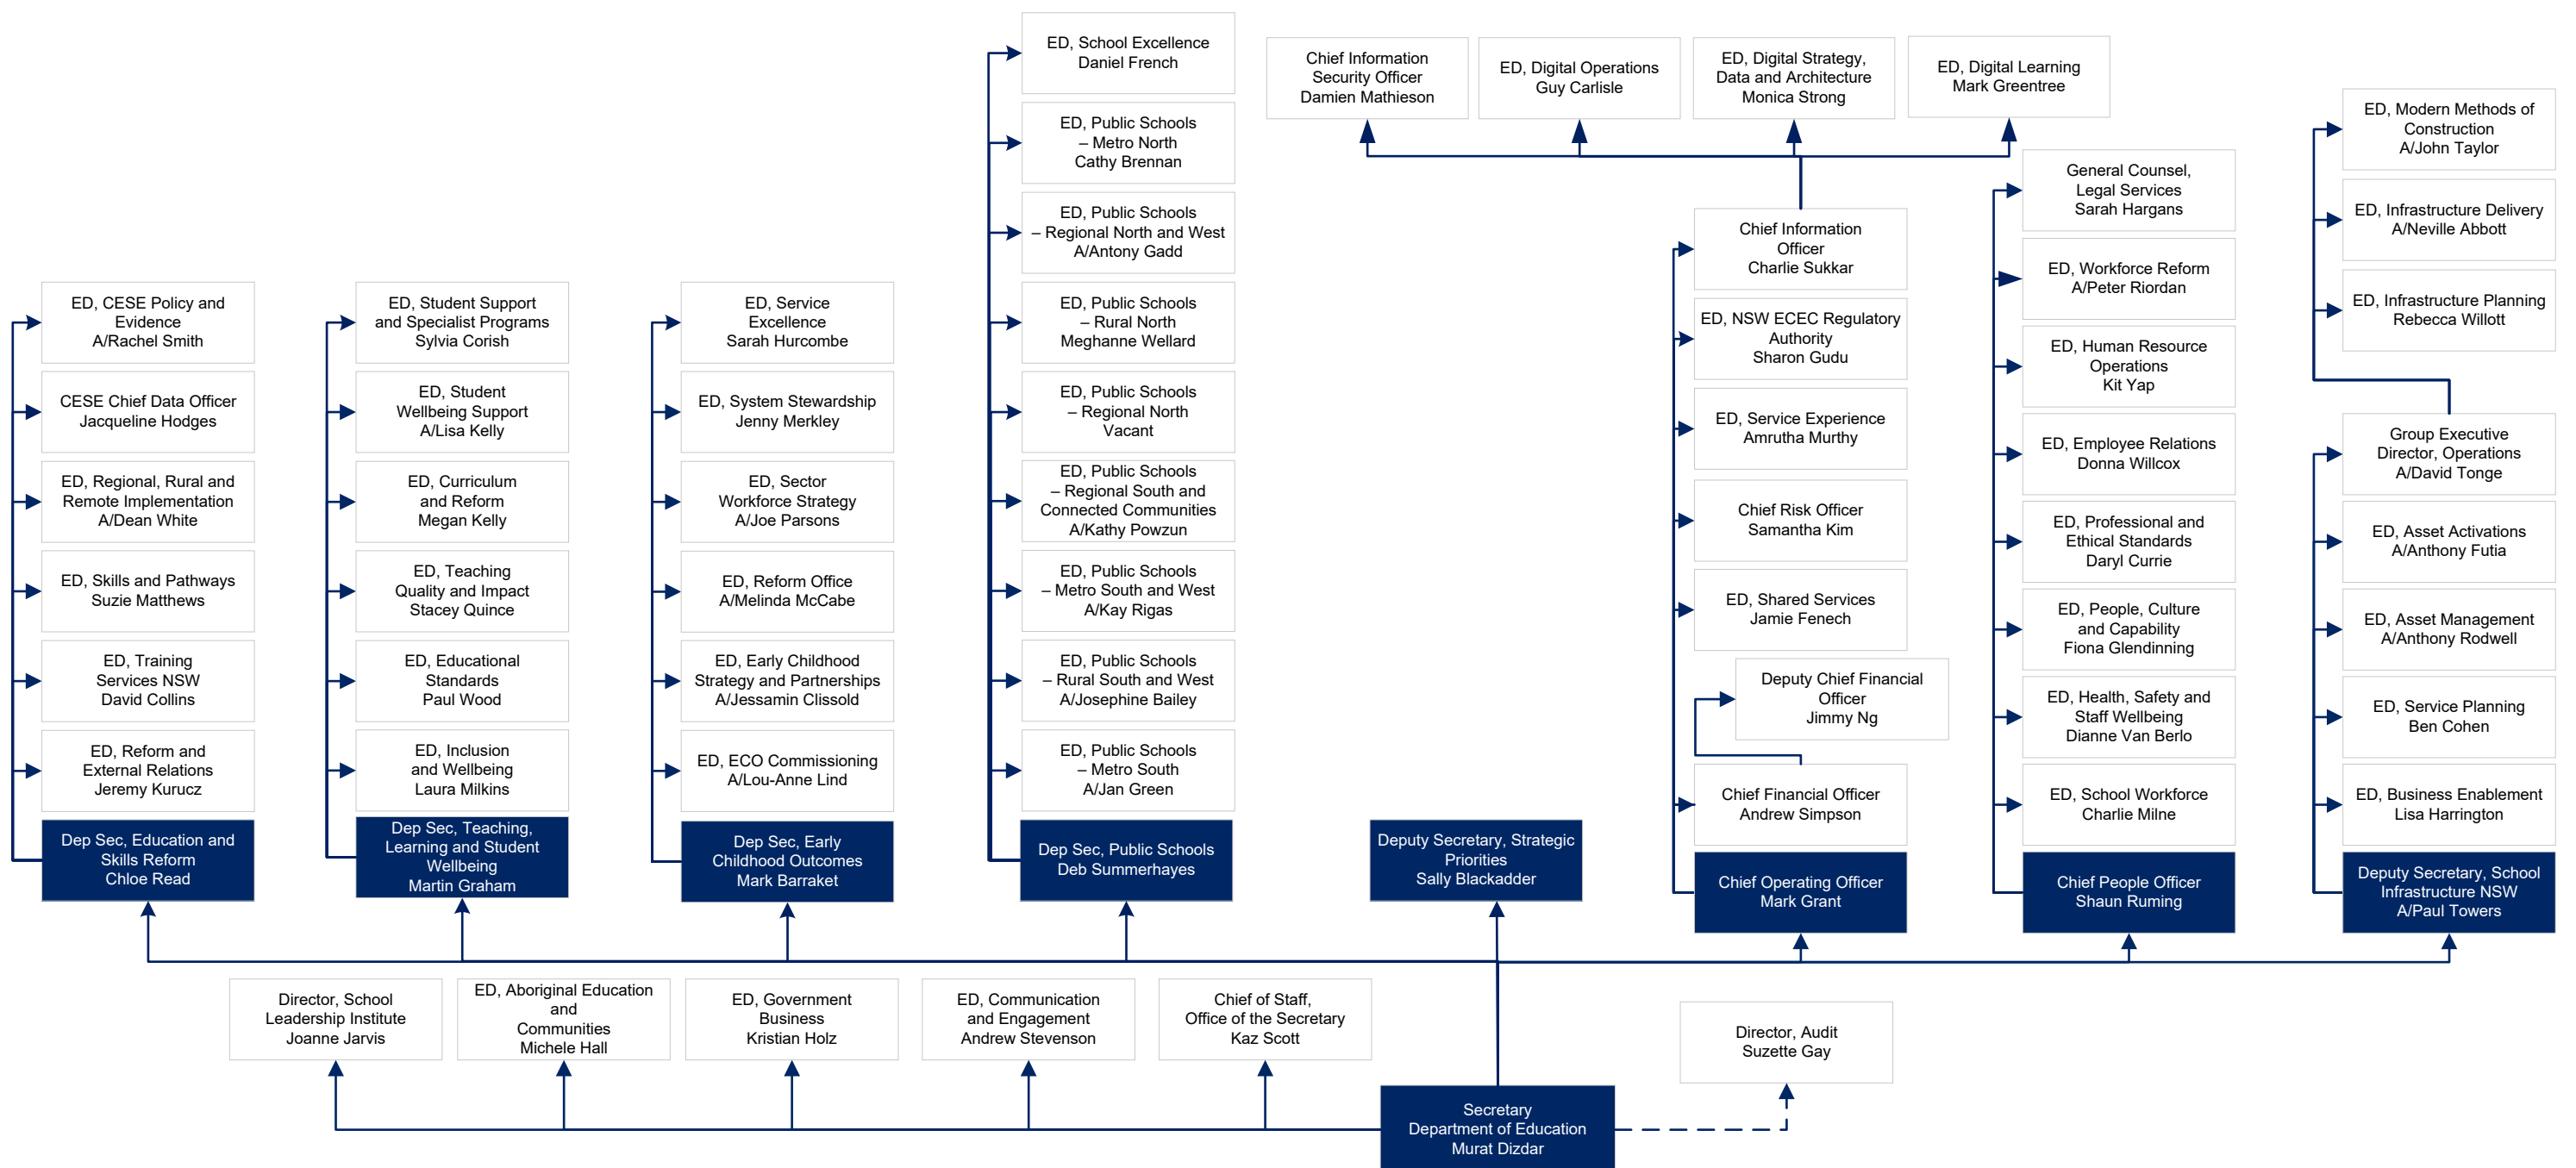 ED, CESE Policy and
Evidence
A/Rachel Smith
CESE Chief Data Officer
Jacqueline Hodges
ED, Regional, Rural and
Remote Implementation
A/Dean White
ED, Skills and Pathways
Suzie Matthews
ED, Training
Services NSW
David Collins
ED, Reform and
External Relations
Jeremy Kurucz
Dep Sec, Education and
Skills Reform
Chloe Read
ED, Student Support
and Specialist Programs
Sylvia Corish
ED, Student
Wellbeing Support
A/Lisa Kelly
ED, Curriculum
and Reform
Megan Kelly
ED, Teaching
Quality and Impact
Stacey Quince
ED, Educational
Standards
Paul Wood
ED, Inclusion
and Wellbeing
Laura Milkins
Dep Sec, Teaching,
Learning and Student
Wellbeing
Martin Graham
ED, Service
Excellence
Sarah Hurcombe
ED, System Stewardship
Jenny Merkley
ED, Sector
Workforce Strategy
A/Joe Parsons
ED, Reform Office
A/Melinda McCabe
ED, Early Childhood
Strategy and Partnerships
A/Jessamin Clissold
ED, ECO Commissioning
A/Lou-Anne Lind
Dep Sec, Early
Childhood Outcomes
Mark Barraket
ED, School Excellence
Daniel French
ED, Public Schools
– Metro North
Cathy Brennan
ED, Public Schools
– Regional North and West
A/Antony Gadd
ED, Public Schools
– Rural North
Meghanne Wellard
ED, Public Schools
– Regional North
Vacant
ED, Public Schools
– Regional South and
Connected Communities
A/Kathy Powzun
ED, Public Schools
– Metro South and West
A/Kay Rigas
ED, Public Schools
– Rural South and West
A/Josephine Bailey
ED, Public Schools
– Metro South
A/Jan Green
Dep Sec, Public Schools
Deb Summerhayes
Deputy Secretary, Strategic
Priorities
Sally Blackadder
Chief Information
Security Officer
Damien Mathieson
ED, Digital Operations
Guy Carlisle
ED, Digital Strategy,
Data and Architecture
Monica Strong
ED, Digital Learning
Mark Greentree
Chief Information
Officer
Charlie Sukkar
ED, NSW ECEC Regulatory
Authority
Sharon Gudu
ED, Service Experience
Amrutha Murthy
Chief Risk Officer
Samantha Kim
ED, Shared Services
Jamie Fenech
Deputy Chief Financial
Officer
Jimmy Ng
Chief Financial Officer
Andrew Simpson
Chief Operating Officer
Mark Grant
General Counsel,
Legal Services
Sarah Hargans
ED, Workforce Reform
A/Peter Riordan
ED, Human Resource
Operations
Kit Yap
ED, Employee Relations
Donna Willcox
ED, Professional and
Ethical Standards
Daryl Currie
ED, People, Culture
and Capability
Fiona Glendinning
ED, Health, Safety and
Staff Wellbeing
Dianne Van Berlo
ED, School Workforce
Charlie Milne
Chief People Officer
Shaun Ruming
ED, Modern Methods of
Construction
A/John Taylor
ED, Infrastructure Delivery
A/Neville Abbott
ED, Infrastructure Planning
Rebecca Willott
Group Executive
Director, Operations
A/David Tonge
ED, Asset Activations
A/Anthony Futia
ED, Asset Management
A/Anthony Rodwell
ED, Service Planning
Ben Cohen
ED, Business Enablement
Lisa Harrington
Deputy Secretary, School
Infrastructure NSW
A/Paul Towers
Director, School
Leadership Institute
Joanne Jarvis
ED, Aboriginal Education
and
Communities
Michele Hall
ED, Government
Business
Kristian Holz
ED, Communication
and Engagement
Andrew Stevenson
Chief of Staff,
Office of the Secretary
Kaz Scott
Director, Audit
Suzette Gay
Secretary
Department of Education
Murat Dizdar